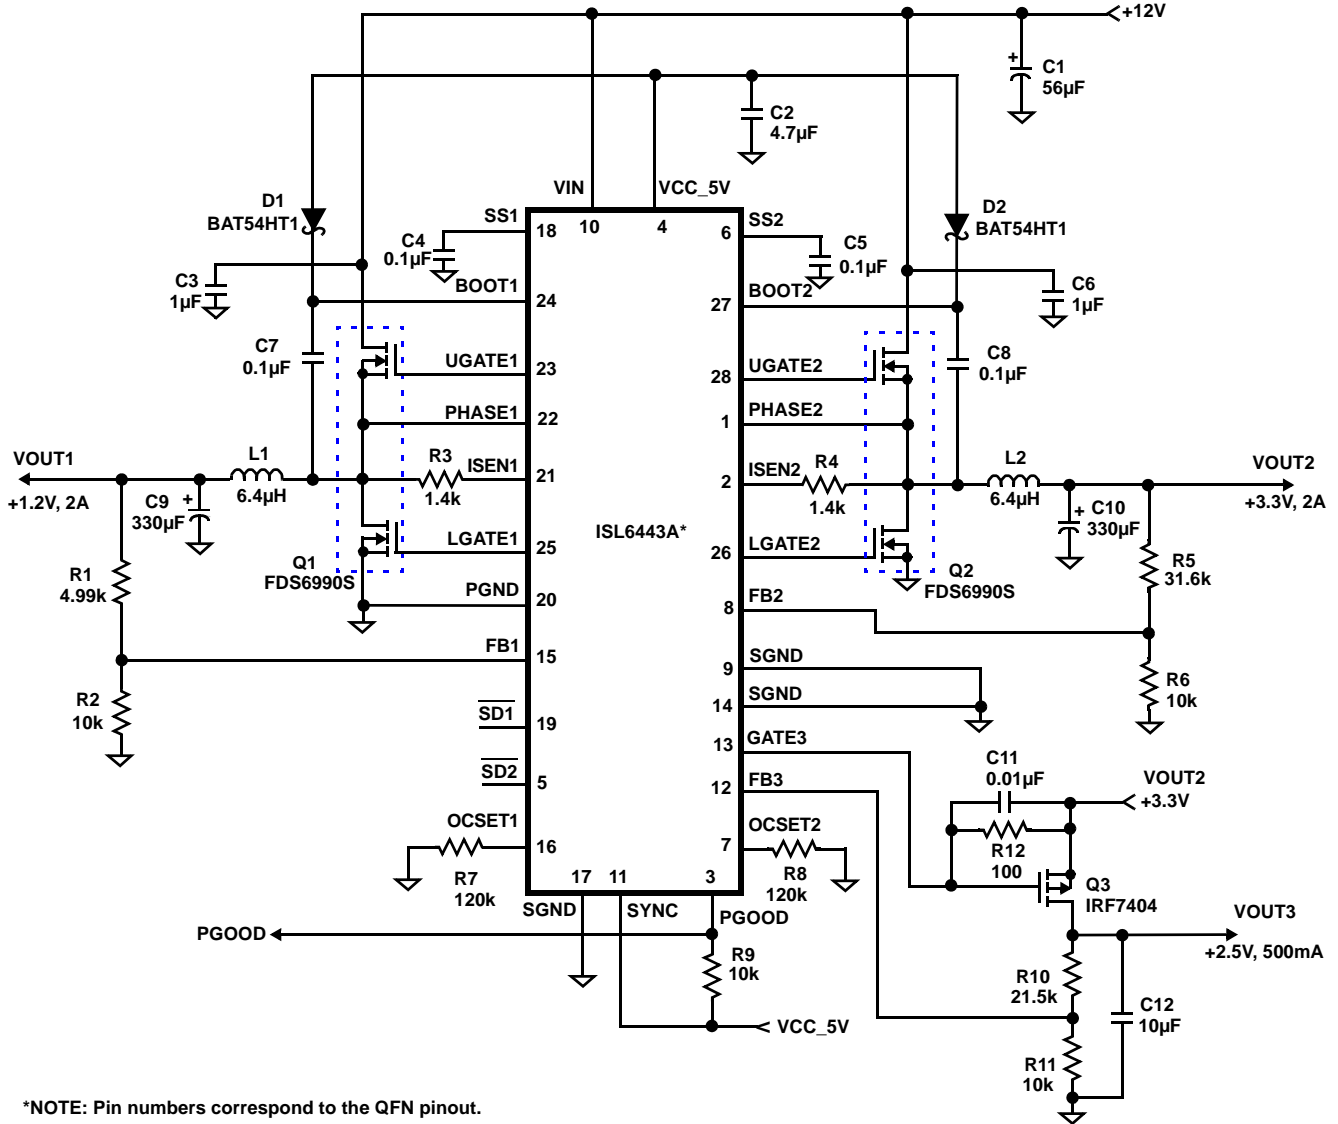 +12V
C1
56µF
C2
4.7µF
VIN
VCC_5V
D1
BAT54HT1
D2
BAT54HT1
SS1
18
10
4
6
SS2
C4
0.1µF
C5
0.1µF
C3
1µF
C6
1µF
BOOT1
24
27
BOOT2
C7
0.1µF
C8
0.1µF
UGATE1
23
28
UGATE2
PHASE1
22
1
PHASE2
VOUT1
+1.2V, 2A
L1
6.4µH
R3
1.4k
ISEN1
21
2
ISEN2
R4
1.4k
L2
6.4µH
VOUT2
+3.3V, 2A
C9
+
330µF
+
C10
330µF
+
ISL6443A*
LGATE1
25
26
LGATE2
Q1
FDS6990S
Q2
FDS6990S
R1
4.99k
R5
31.6k
PGND
20
8
FB2
FB1
15
9
SGND
R2
10k
R6
10k
14
SGND
SD1
19
13
GATE3
SD2
5
12
FB3
C11
0.01µF
VOUT2
+3.3V
OCSET1
16
7
OCSET2
R7
120k
R8
120k
R12
100
17
11
3
Q3
IRF7404
SGND
SYNC
PGOOD
PGOOD
VOUT3
+2.5V, 500mA
R9
10k
R10
21.5k
C12
10µF
VCC_5V
R11
10k
*NOTE: Pin numbers correspond to the QFN pinout.